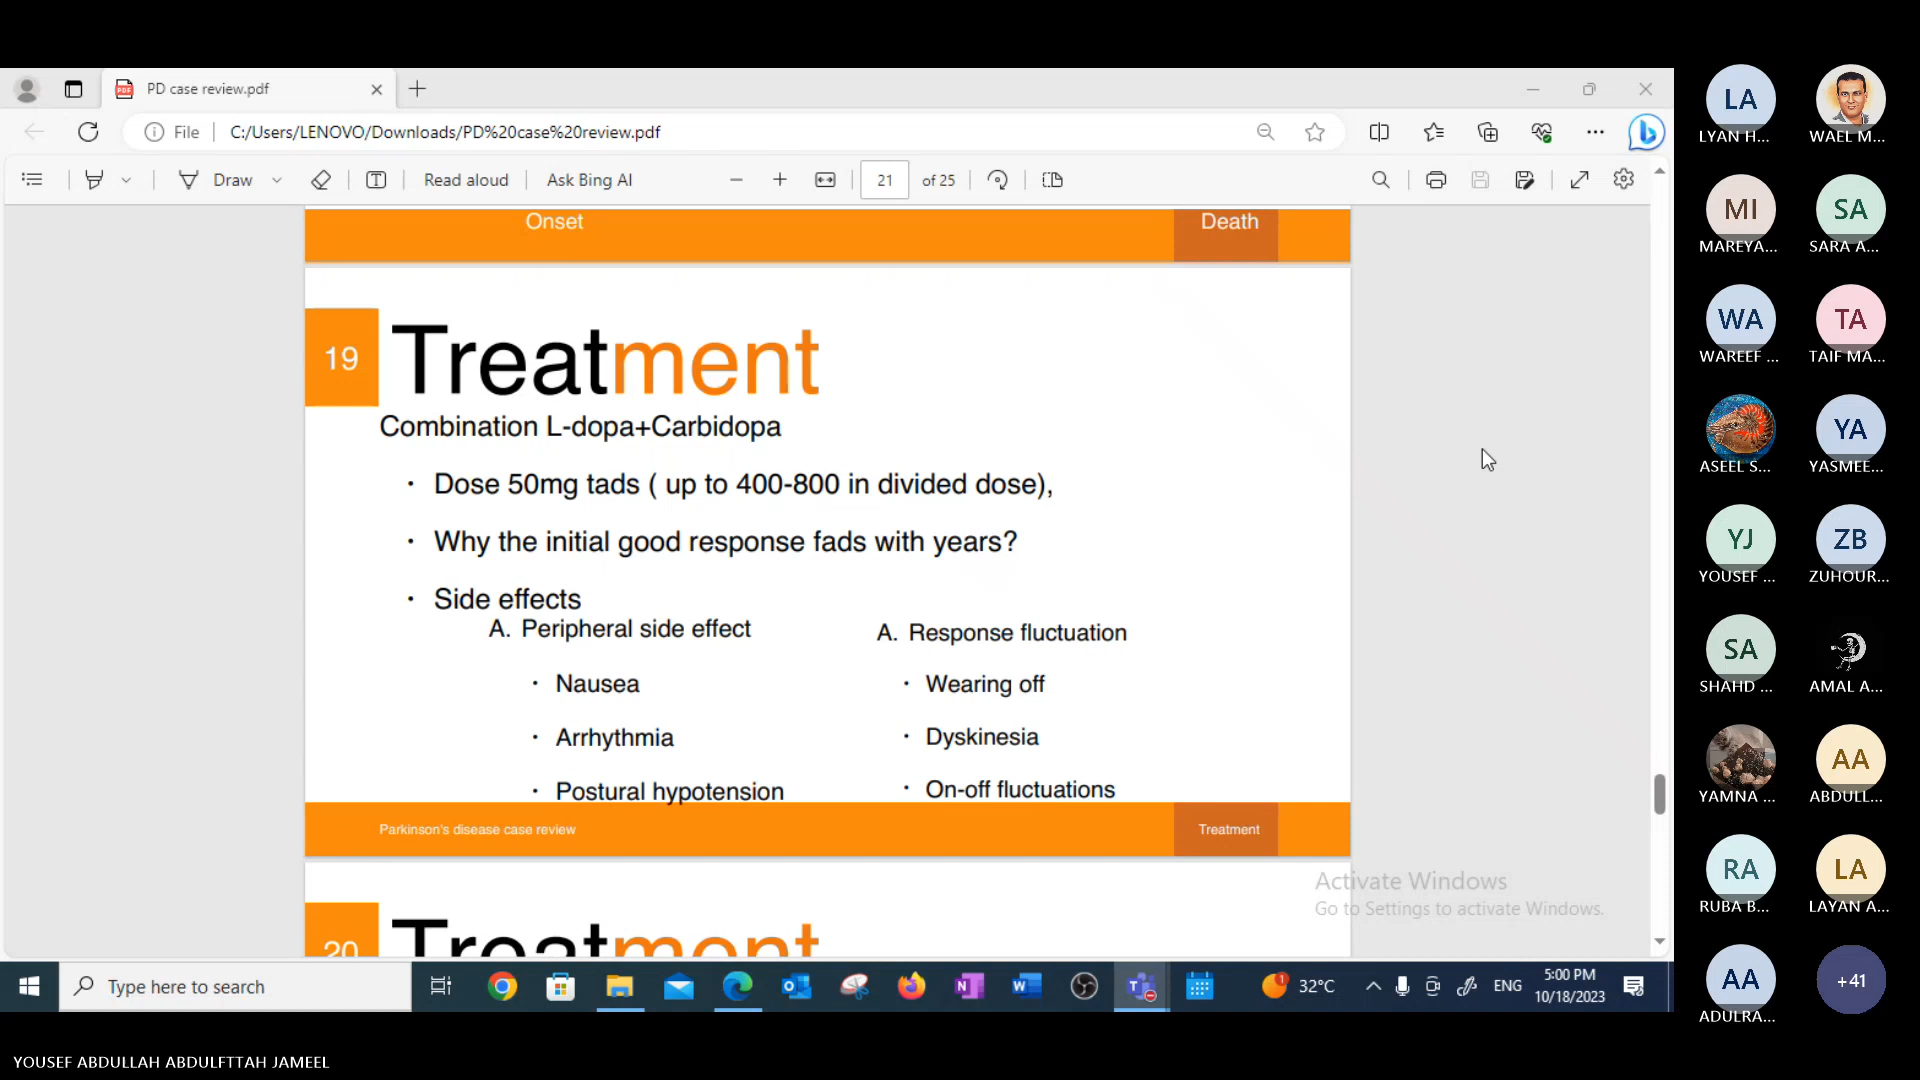 PD case review.pdf
File
C:/Users/LENOVO/Downloads/PD%20case%20review.pdf
Draw
Read aloud
Ask Bing AI
21
of 25
Onset
Death
19
Treatment
Combination L-dopa+Carbidopa
· Dose 50mg tads ( up to 400-800 in divided dose),
· Why the initial good response fads with years?
· Side effects
A. Peripheral side effect
· Nausea
· Arrhythmia
· Postural hypotension
A. Response fluctuation
· Wearing off
· Dyskinesia
· On-off fluctuations
Parkinson's disease case review
Treatment
20
Treatment
Activate Windows
Go to Settings to activate Windows.
Type here to search
1
32°C
ENG
5:00 PM
10/18/2023
LA
LYAN H...
WAEL M...
MI
MAREYA...
SA
SARA A...
WA
WAREEF ...
TA
TAIF MA...
ASEEL S...
YA
YASMEE...
YJ
YOUSEF ...
ZB
ZUHOUR...
SA
SHAHD ...
AMAL A...
YAMNA ...
AA
ABDULL...
RA
RUBA B...
LA
LAYAN A...
AA
ADULRA...
+41
YOUSEF ABDULLAH ABDULFTTAH JAMEEL